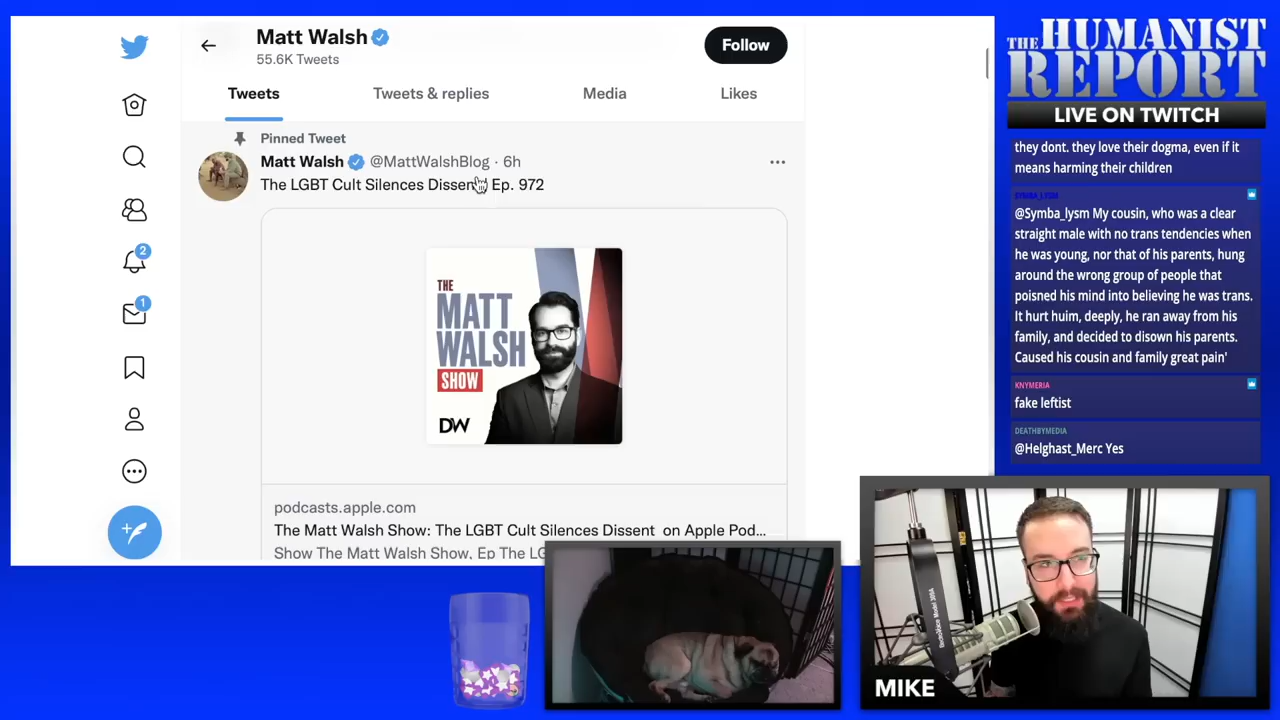 Matt Walsh
55.6K Tweets
Follow
Tweets
Tweets & replies
Media
Likes
Pinned Tweet
Matt Walsh @MattWalshBlog · 6h
The LGBT Cult Silences Dissent Ep. 972
THE
MATT
WALSH
SHOW
DW
podcasts.apple.com
The Matt Walsh Show: The LGBT Cult Silences Dissent on Apple Pod...
Show The Matt Walsh Show, Ep The LG
2
1
THE HUMANIST
REPORT
LIVE ON TWITCH
they dont. they love their dogma, even if it
means harming their children
SYMBA_LYSM
@Symba_lysm My cousin, who was a clear
straight male with no trans tendencies when
he was young, nor that of his parents, hung
around the wrong group of people that
poisned his mind into believing he was trans.
It hurt huim, deeply, he ran away from his
family, and decided to disown his parents.
Caused his cousin and family great pain'
KNYMERIA
fake leftist
DEATHBYMEDIA
@Helghast_Merc Yes
MIKE